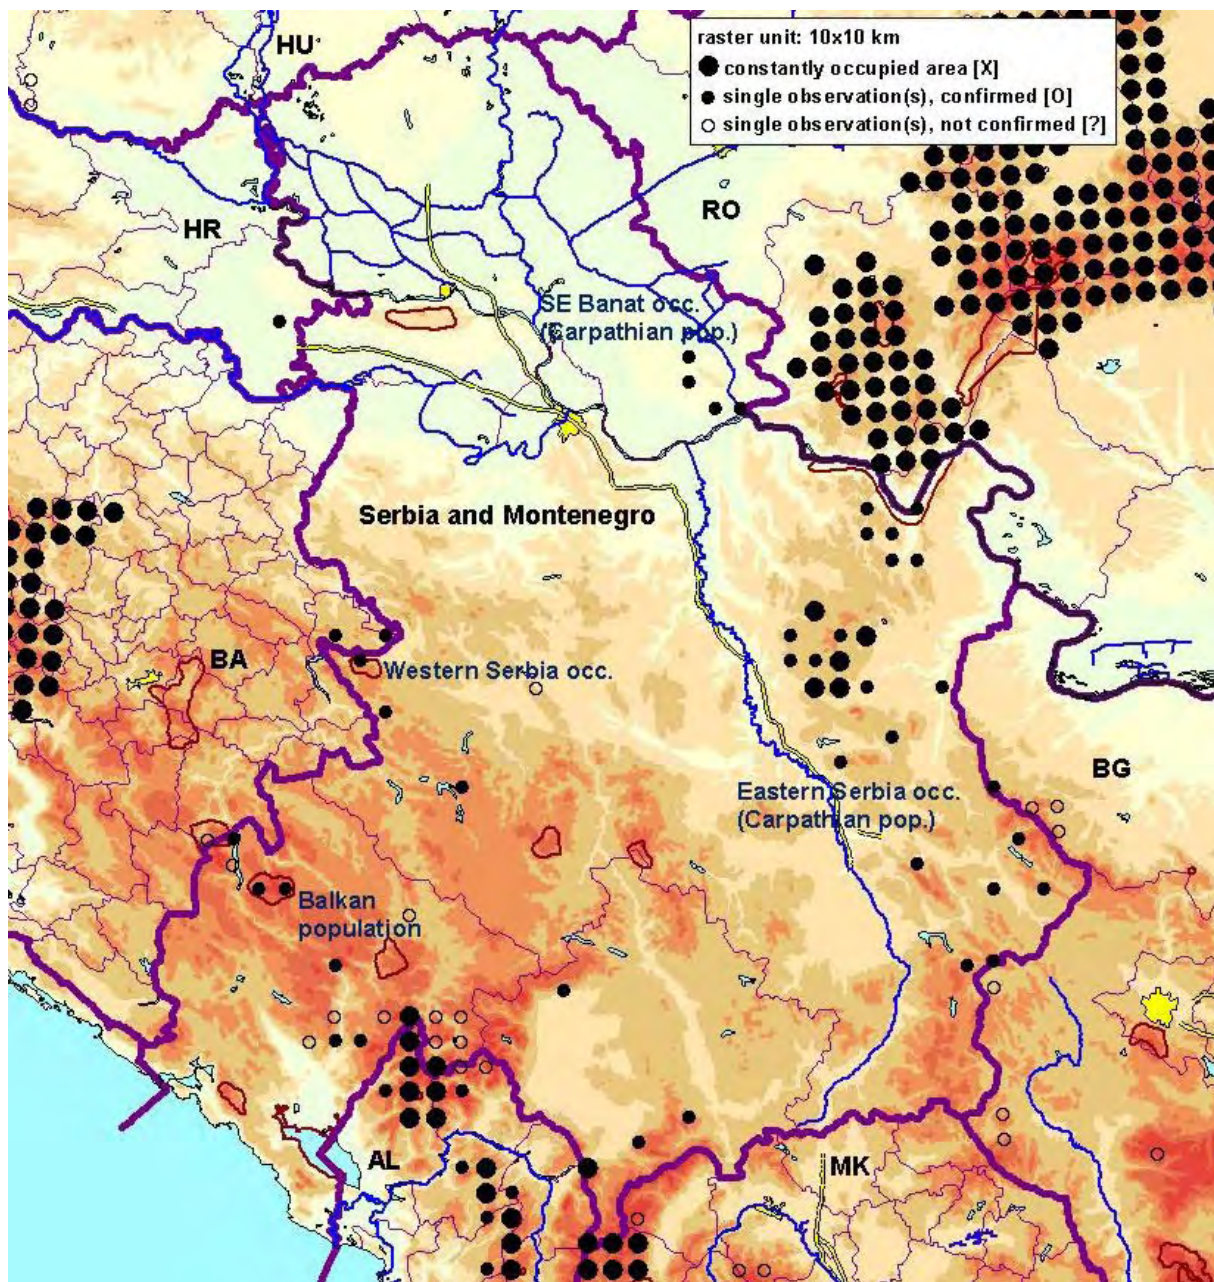 HU
raster unit: 10x10 km
constantly occupied area [X]
single observation(s), confirmed [O]
single observation(s), not confirmed [?]
HR
RO
SE Banat occ.
(Carpathian pop.)
Serbia and Montenegro
BA
Western Serbia occ.
BG
Eastern Serbia occ.
(Carpathian pop.)
Balkan
population
AL
MK